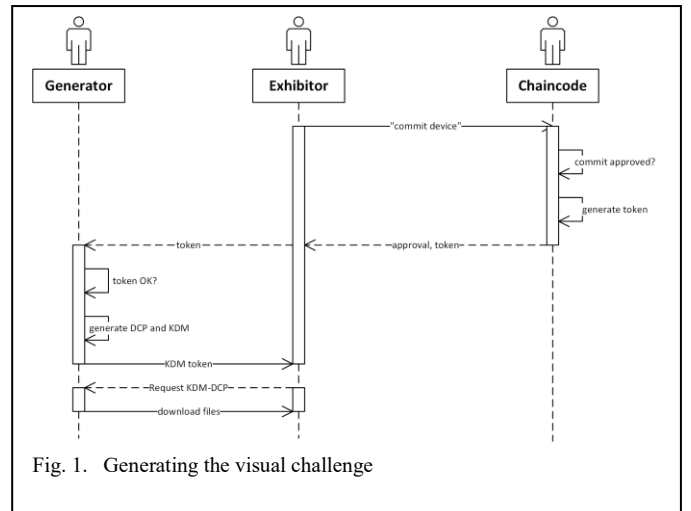 Generator Exhibitor Chaincode
"commit device"
commit approved?
generate token
token approval, token
token OK?
generate DCP and KDM
KDM token
Request KDM-DCP
download files
Fig. 1. Generating the visual challenge